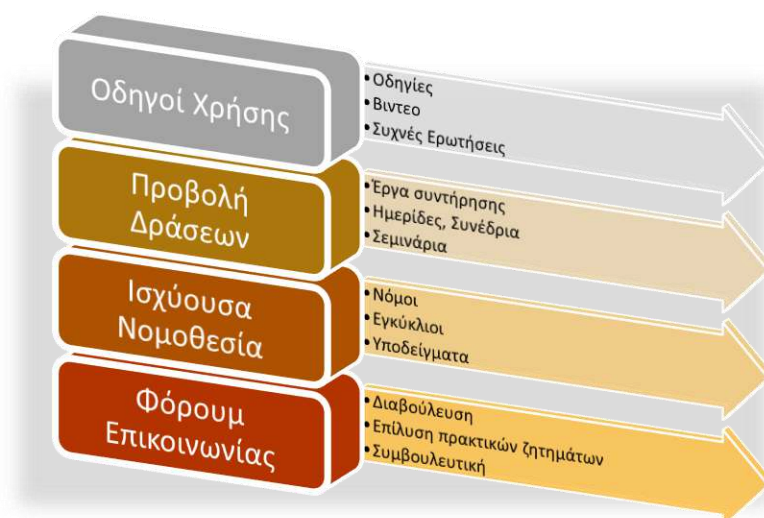 Οδηγοί Χρήσης
• Οδηγίες
• Βιντεο
• Συχνές Ερωτήσεις
Προβολή
Δράσεων
• Έργα συντήρησης
• Ημερίδες, Συνέδρια
• Σεμινάρια
Ισχύουσα
Νομοθεσία
• Νόμοι
• Εγκύκλιοι
• Υποδείγματα
Φόρουμ
Επικοινωνίας
• Διαβούλευση
• Επίλυση πρακτικών ζητημάτων
• Συμβουλευτική